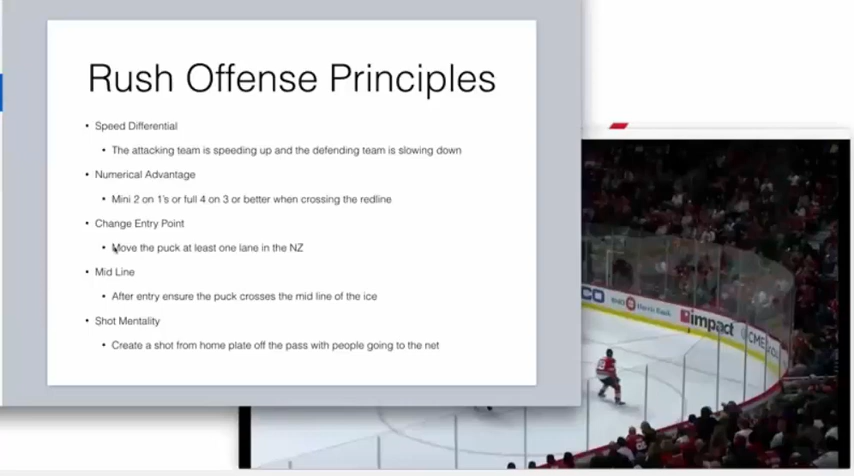 Rush Offense Principles
• Speed Differential
• The attacking team is speeding up and the defending team is slowing down
• Numerical Advantage
• Mini 2 on 1's or full 4 on 3 or better when crossing the redline
• Change Entry Point
• Move the puck at least one lane in the NZ
• Mid Line
• After entry ensure the puck crosses the mid line of the ice
• Shot Mentality
• Create a shot from home plate off the pass with people going to the net
CO
BMO Harris Bank
impact